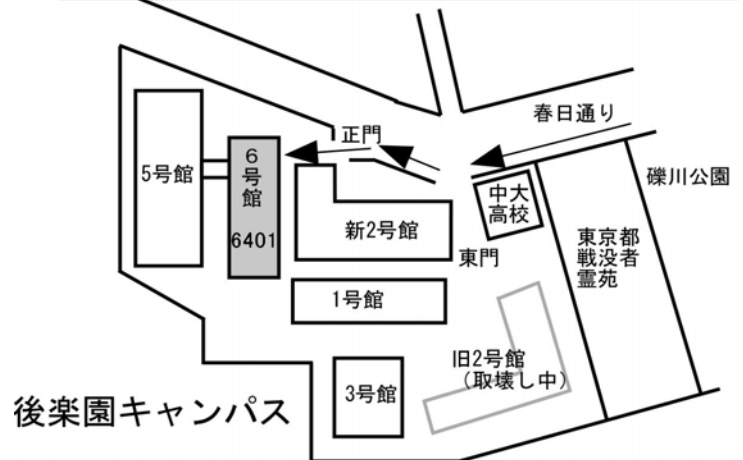 春日通り
正門
礫川公園
5号館
6号館
6401
中大
高校
新2号館
東門
東京都
戦没者
霊苑
1号館
旧2号館
(取壊し中)
3号館
後楽園キャンパス